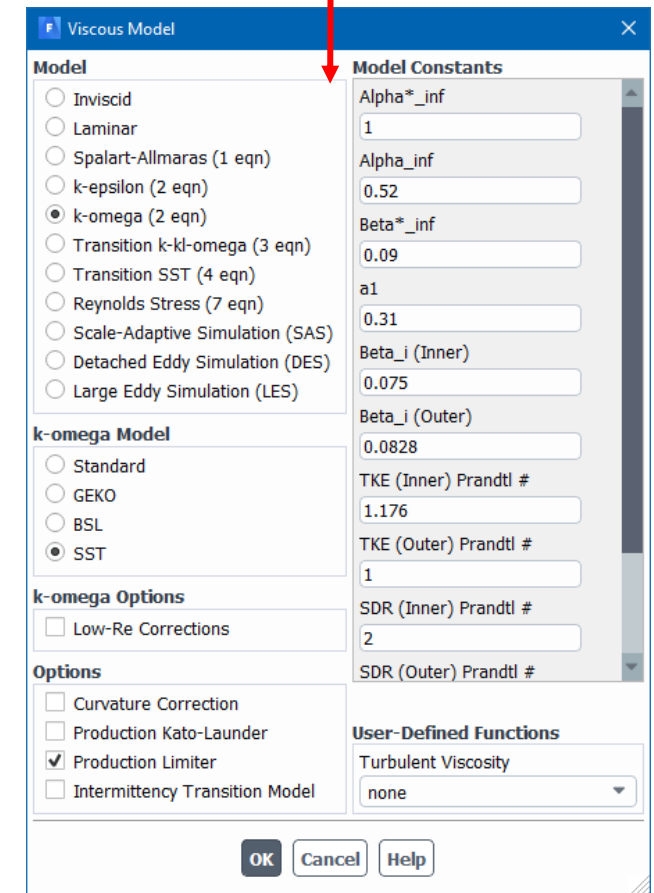 F Viscous Model
Model
Inviscid
Laminar
Spalart-Allmaras (1 eqn)
k-epsilon (2 eqn)
k-omega (2 eqn)
Transition k-kl-omega (3 eqn)
Transition SST (4 eqn)
Reynolds Stress (7 eqn)
Scale-Adaptive Simulation (SAS)
Detached Eddy Simulation (DES)
Large Eddy Simulation (LES)
k-omega Model
Standard
GEKO
BSL
SST
k-omega Options
Low-Re Corrections
Options
Curvature Correction
Production Kato-Launder
Production Limiter
Intermittency Transition Model
Model Constants
Alpha*_inf
1
Alpha_inf
0.52
Beta*_inf
0.09
a1
0.31
Beta_i (Inner)
0.075
Beta_i (Outer)
0.0828
TKE (Inner) Prandtl #
1.176
TKE (Outer) Prandtl #
1
SDR (Inner) Prandtl #
2
SDR (Outer) Prandtl #
User-Defined Functions
Turbulent Viscosity
none
OK Cancel Help